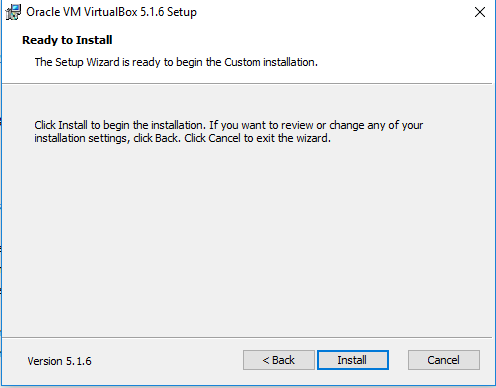 Oracle VM VirtualBox 5.1.6 Setup
Ready to Install
The Setup Wizard is ready to begin the Custom installation.
Click Install to begin the installation. If you want to review or change any of your
installation settings, click Back. Click Cancel to exit the wizard.
Version 5.1.6
< Back
Install
Cancel